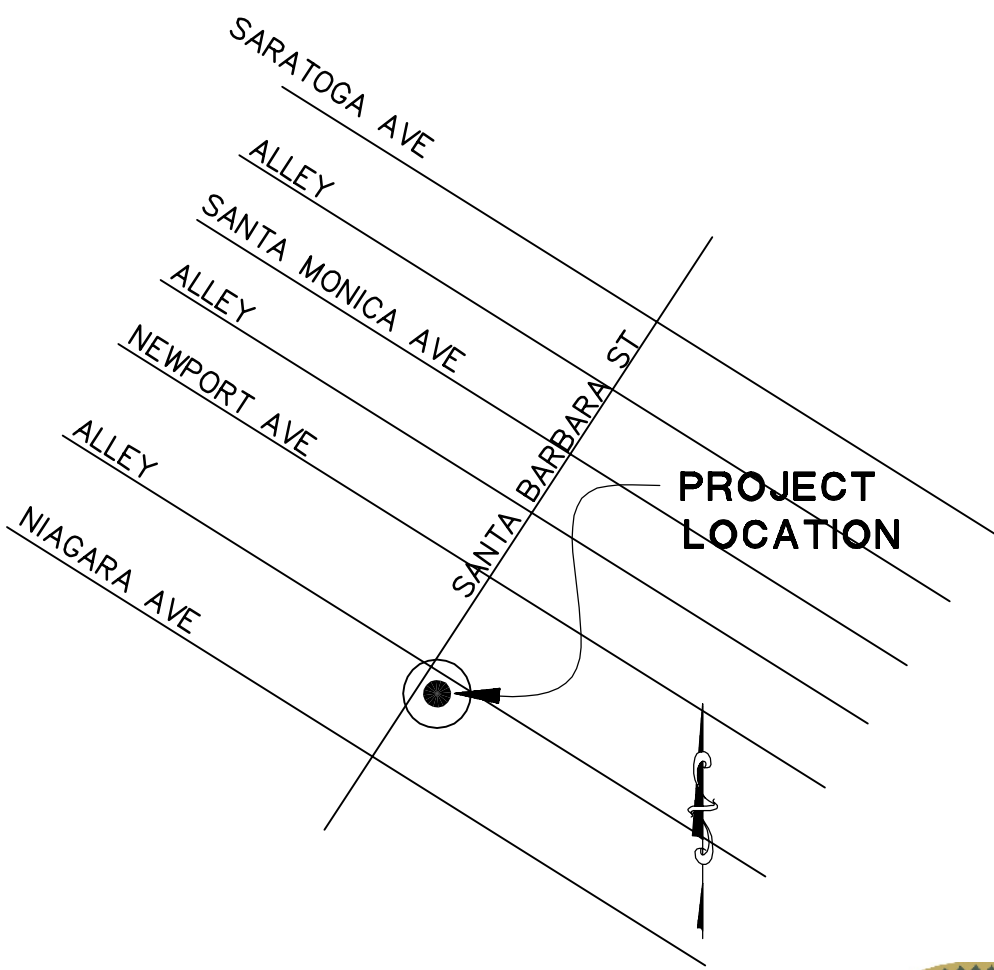 SARATOGA AVE
ALLEY
SANTA MONICA AVE
ALLEY
NEWPORT AVE
ALLEY
NIAGARA AVE
SANTA BARBARA ST
PROJECT
LOCATION